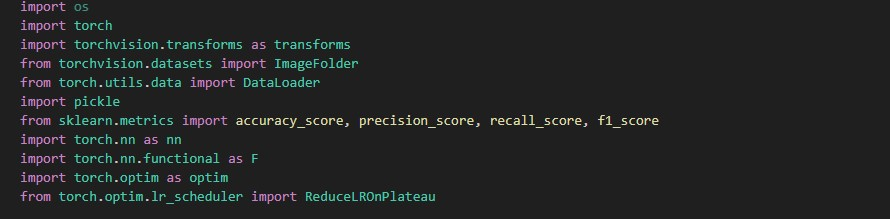 import os
import torch
import torchvision.transforms as transforms
from torchvision.datasets import ImageFolder
from torch.utils.data import DataLoader
import pickle
from sklearn.metrics import accuracy_score, precision_score, recall_score, f1_score
import torch.nn as nn
import torch.nn.functional as F
import torch.optim as optim
from torch.optim.lr_scheduler import ReduceLROnPlateau